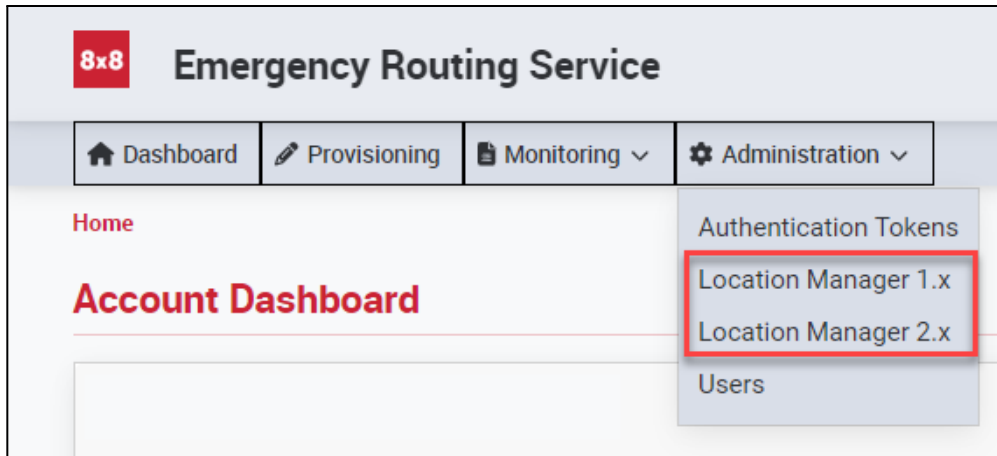 8x8 Emergency Routing Service
Dashboard Provisioning Monitoring Administration
Home
Authentication Tokens
Location Manager 1.x
Account Dashboard
Location Manager 2.x
Users